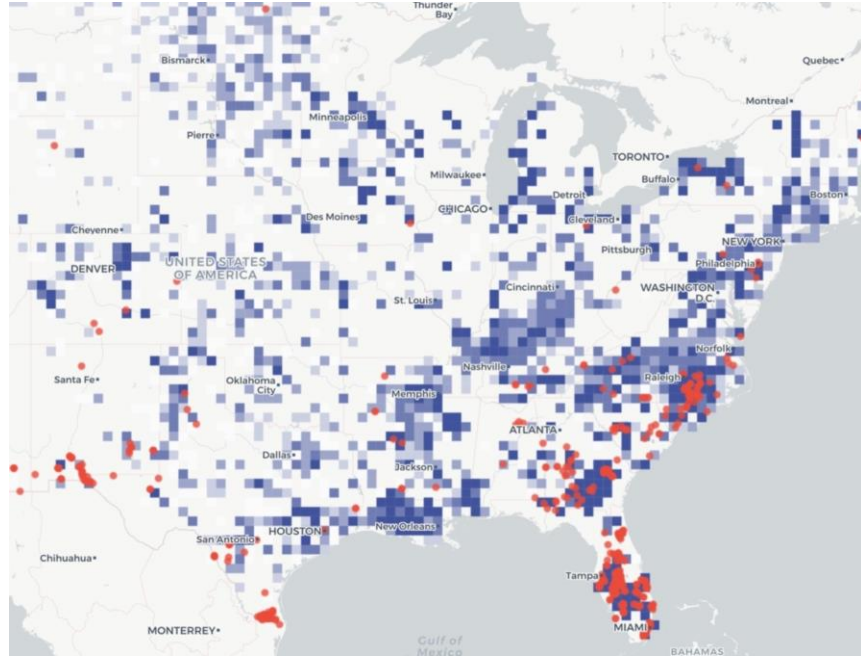 Thunder
Bay
Bismarck
Quebec
Montreal
Minneapolis
Pierre
TORONTO
Buffalo
Milwaukee
Boston
CHICAGO
Detroit
Cleveland
Des Moines
Cheyenne
NEW YORK
Pittsburgh
DENVER
UNITED STATES
OF AMERICA
Philadelphia
WASHINGTON
D.C.
Cincinnati
St. Louis
Norfolk
Nashville
Raleigh
Santa Fe
Oklahoma
City
Memphis
ATLANTA
Dallas
Jackson
New Orleans
HOUSTON
San Antonio
Chihuahua
Tampa
MIAMI
MONTERREY
Gulf of
Mexico
BAHAMAS